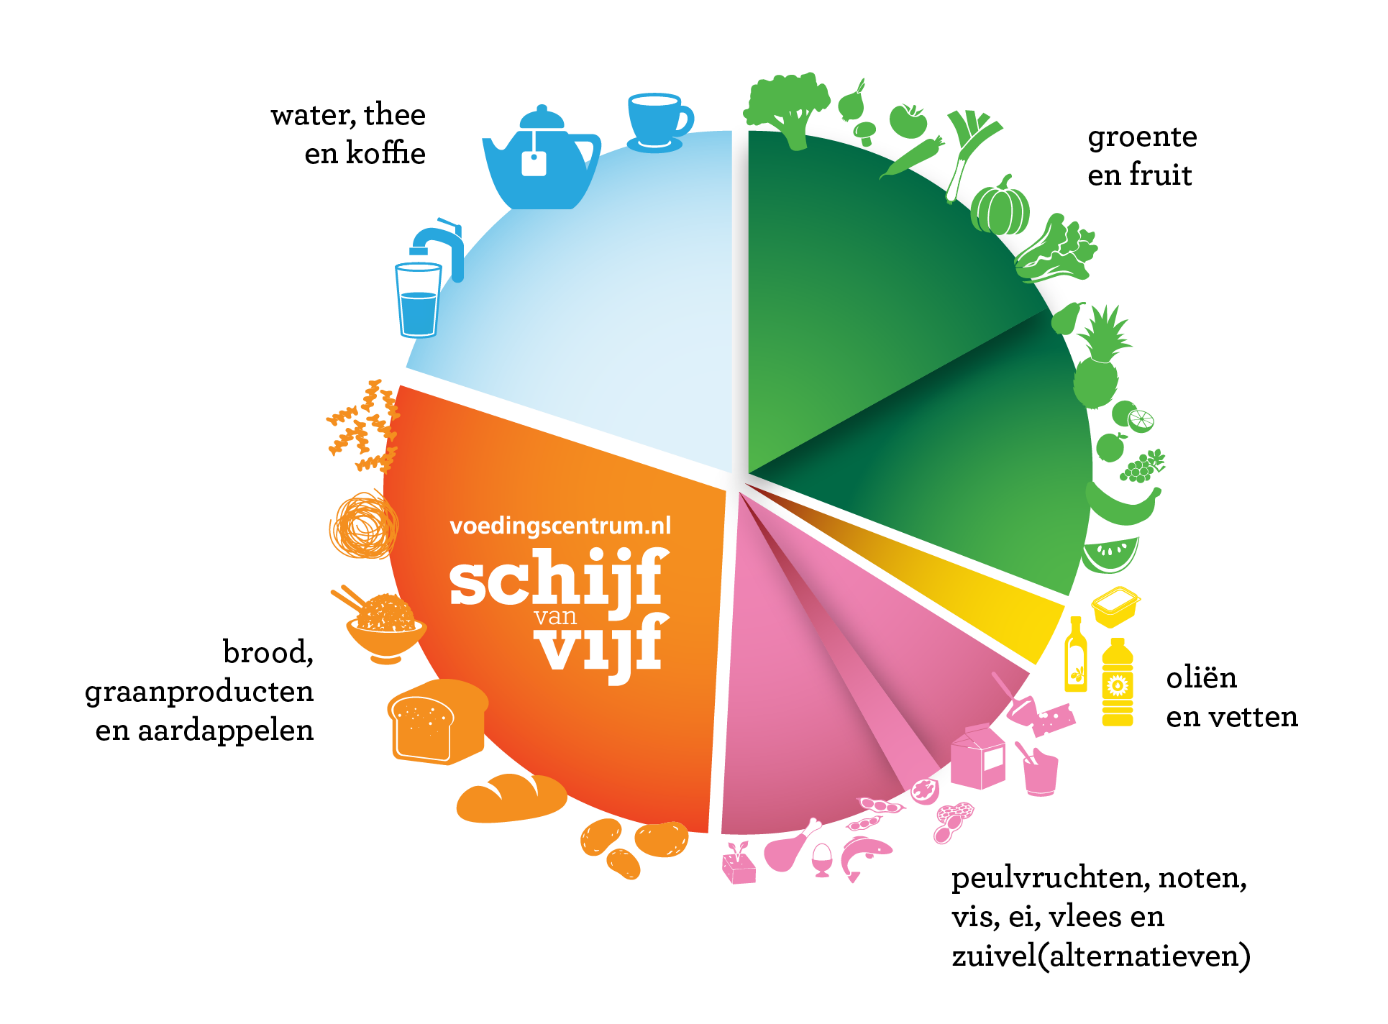 water, thee
en koffie
groente
en fruit
voedingscentrum.nl
schijf
van
vijf
brood,
graanproducten
en aardappelen
oliën
en vetten
peulvruchten, noten,
vis, ei, vlees en
zuivel(alternatieven)